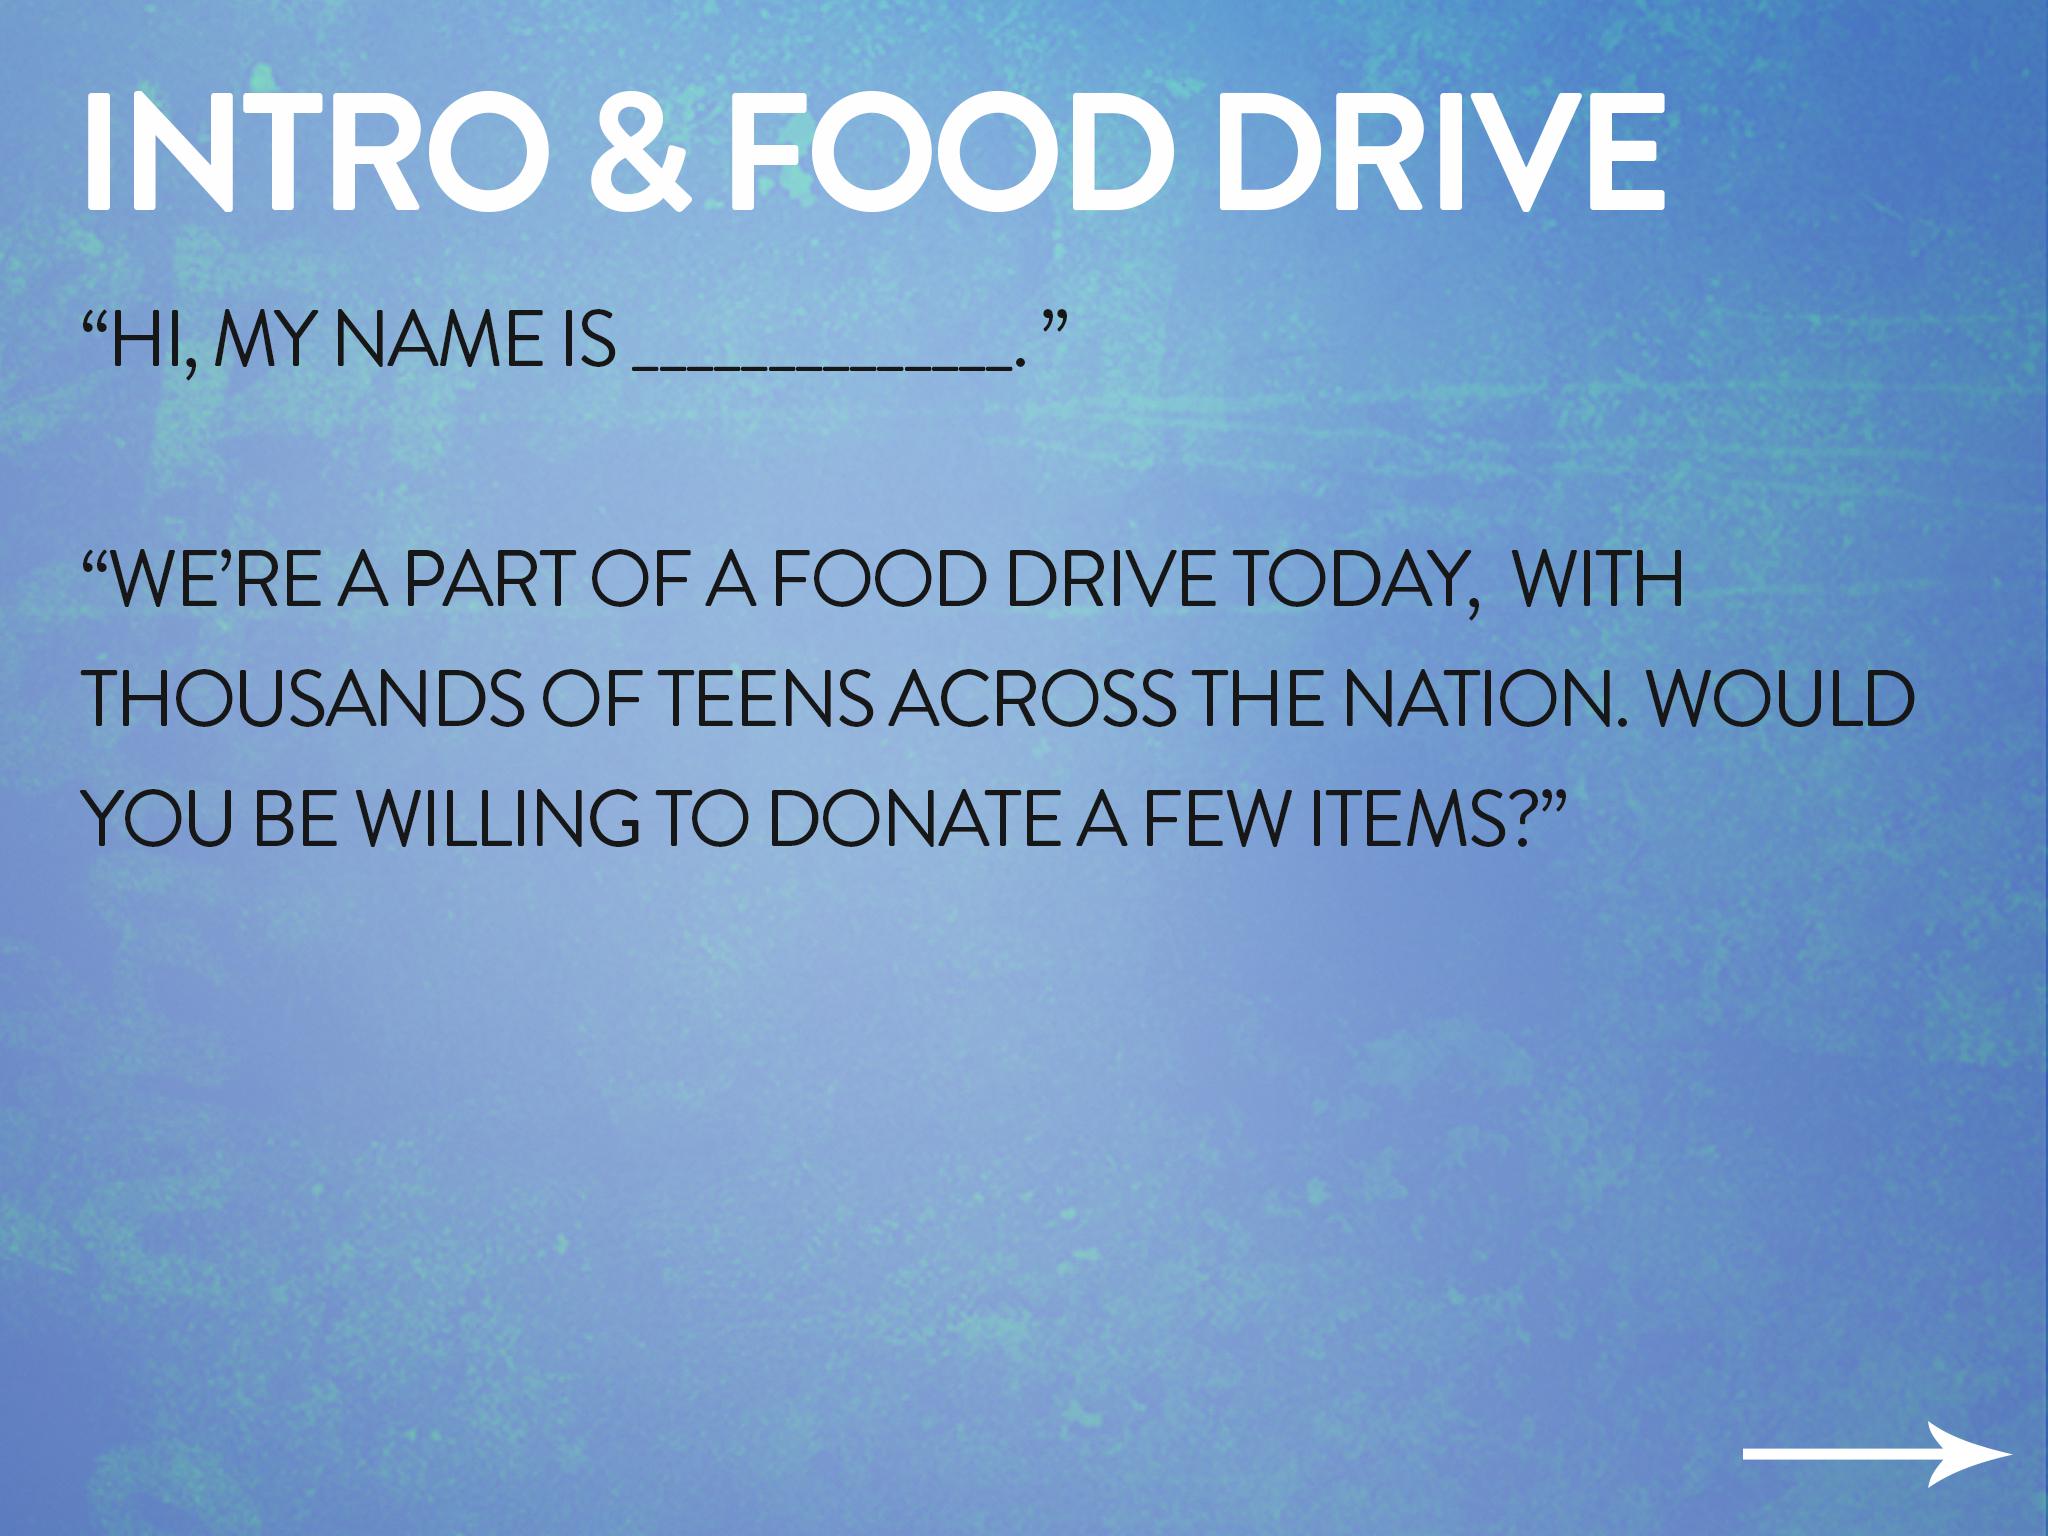 INTRO & FOOD DRIVE
“HI, MY NAME IS ______________.”
“WE’RE A PART OF A FOOD DRIVE TODAY,  WITH
THOUSANDS OF TEENS ACROSS THE NATION. WOULD
YOU BE WILLING TO DONATE A FEW ITEMS?”